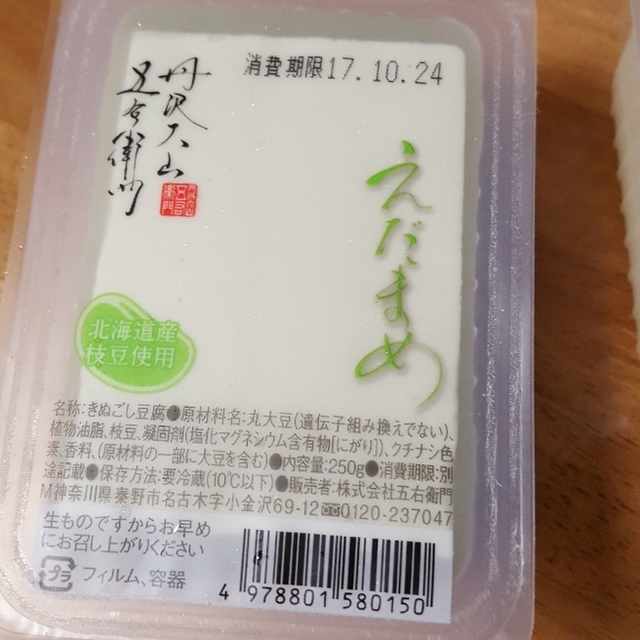 消費期限17.10.24
丹沢大山
五右衛門
えだまめ
北海道産
枝豆使用
名称:きぬごし豆腐●原材料名:丸大豆(遺伝子組み換えでない)、
植物油脂、枝豆、凝固剤(塩化マグネシウム含有物[にがり])、クチナシ色
素、香料、(原材料の一部に大豆を含む)●内容量:250g●消費期限:別
途記載●保存方法:要冷蔵(10℃以下)●販売者:株式会社五右衛門
M神奈川県秦野市名古木字小金沢69-12 0120-237047
生ものですからお早め
にお召し上がりください
プラ フィルム、容器
4 978801 580150